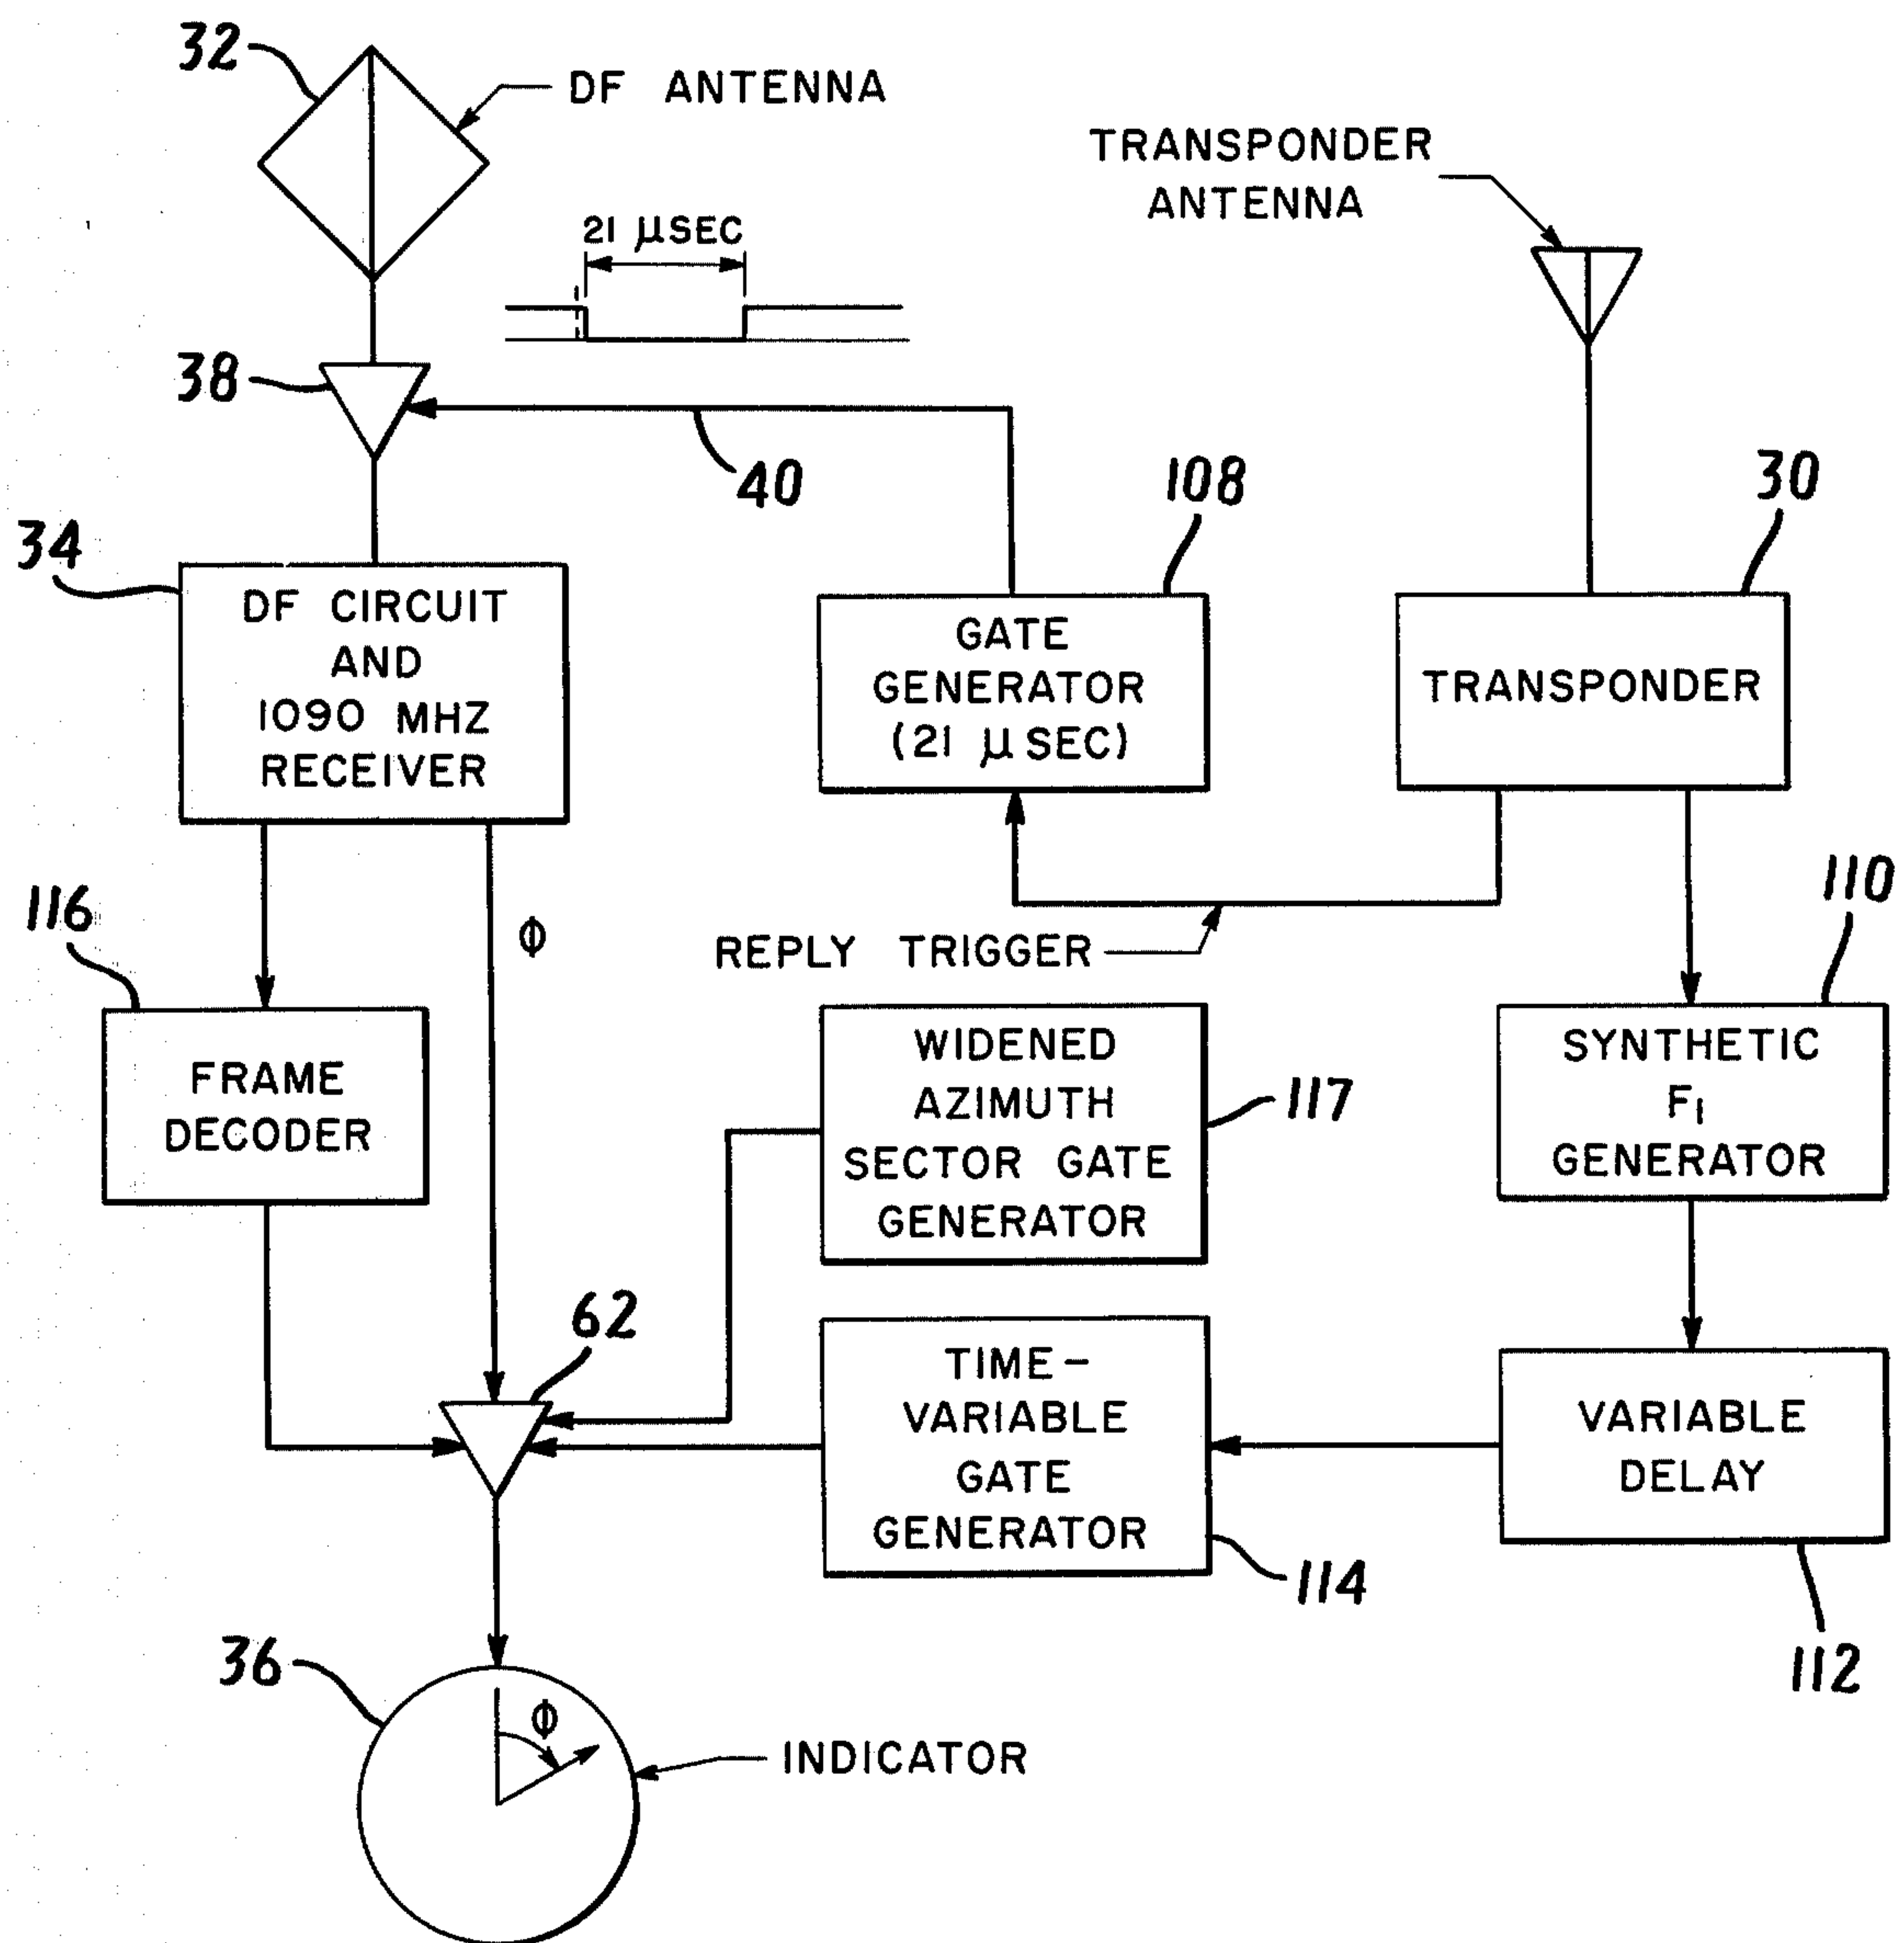 32
DF ANTENNA
TRANSPONDER
ANTENNA
21 μSEC
38
40
108
30
34
DF CIRCUIT
AND
1090 MHZ
RECEIVER
GATE
GENERATOR
(21 μSEC)
TRANSPONDER
116
Φ
REPLY TRIGGER
110
FRAME
DECODER
WIDENED
AZIMUTH
SECTOR GATE
GENERATOR
117
SYNTHETIC
F1
GENERATOR
62
TIME-
VARIABLE
GATE
GENERATOR
114
VARIABLE
DELAY
112
36
Φ
INDICATOR